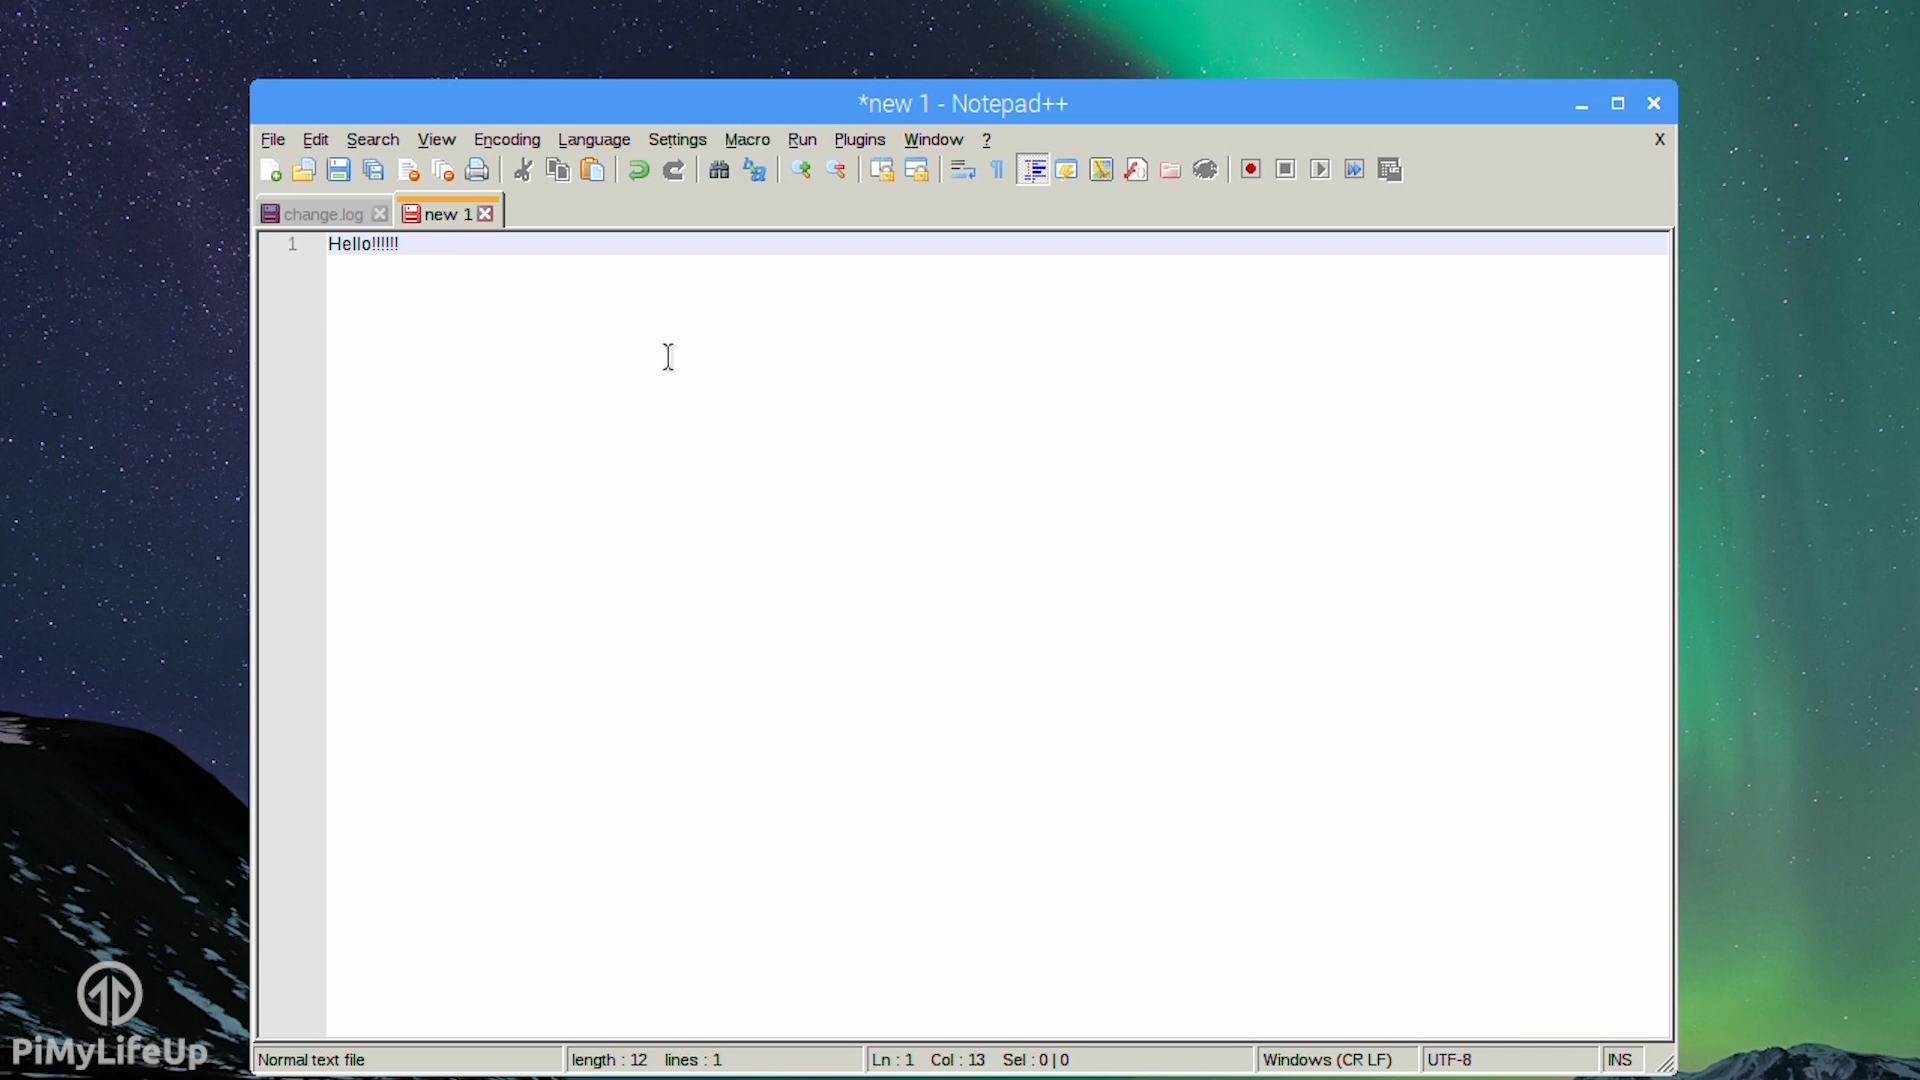 *new 1 - Notepad++
File Edit Search View Encoding Language Settings Macro Run Plugins Window ? X
change.log new 1
1 Hello!!!!!!!
PiMyLifeUp
Normal text file length : 12 lines : 1 Ln : 1 Col : 13 Sel : 0 | 0 Windows (CR LF) UTF-8 INS